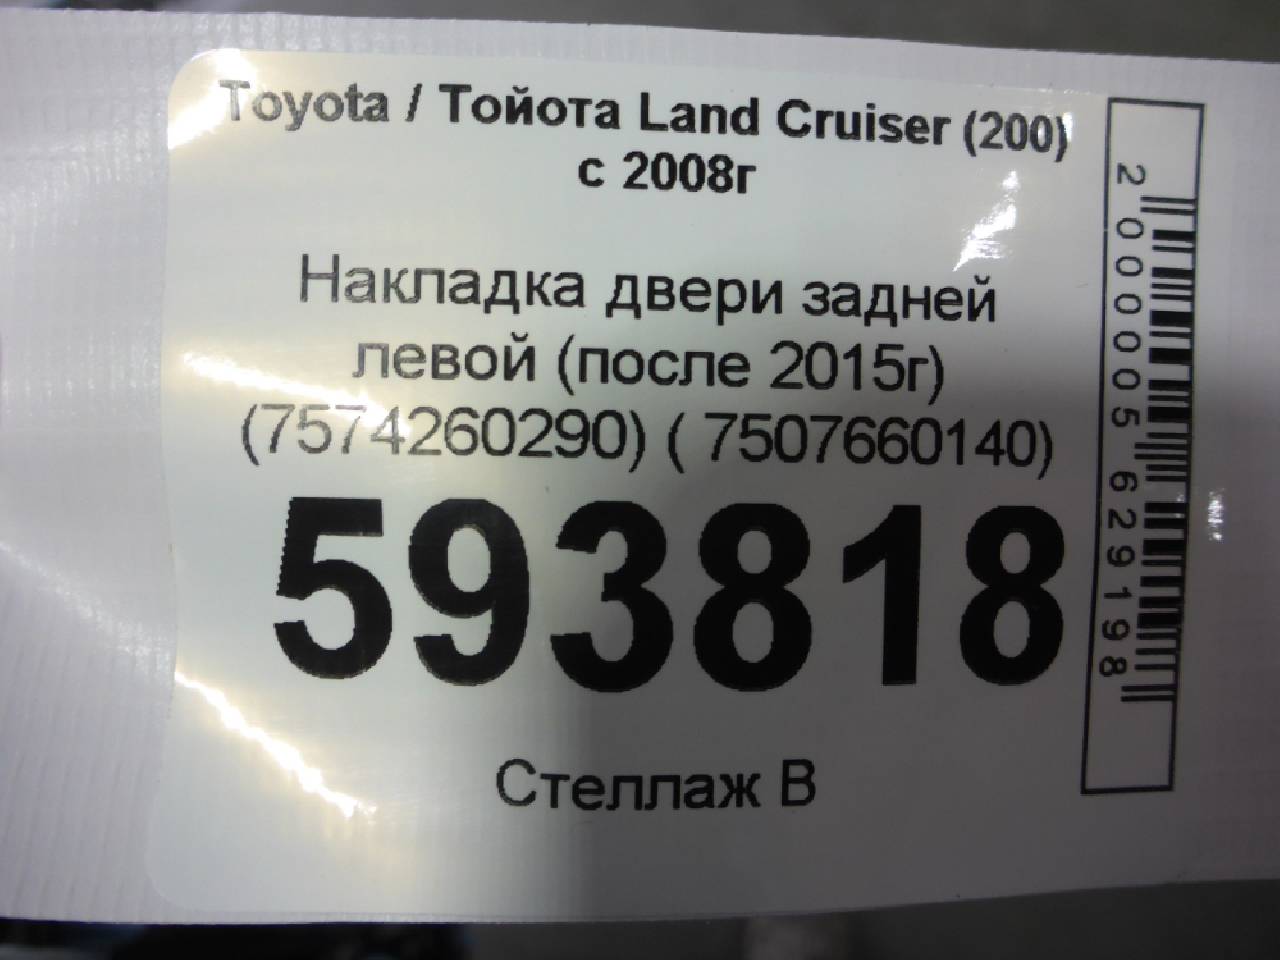 Toyota / Тойота Land Cruiser (200)
с 2008г
Накладка двери задней
левой (после 2015г)
(7574260290) ( 7507660140)
593818
Стеллаж В
2000005629198